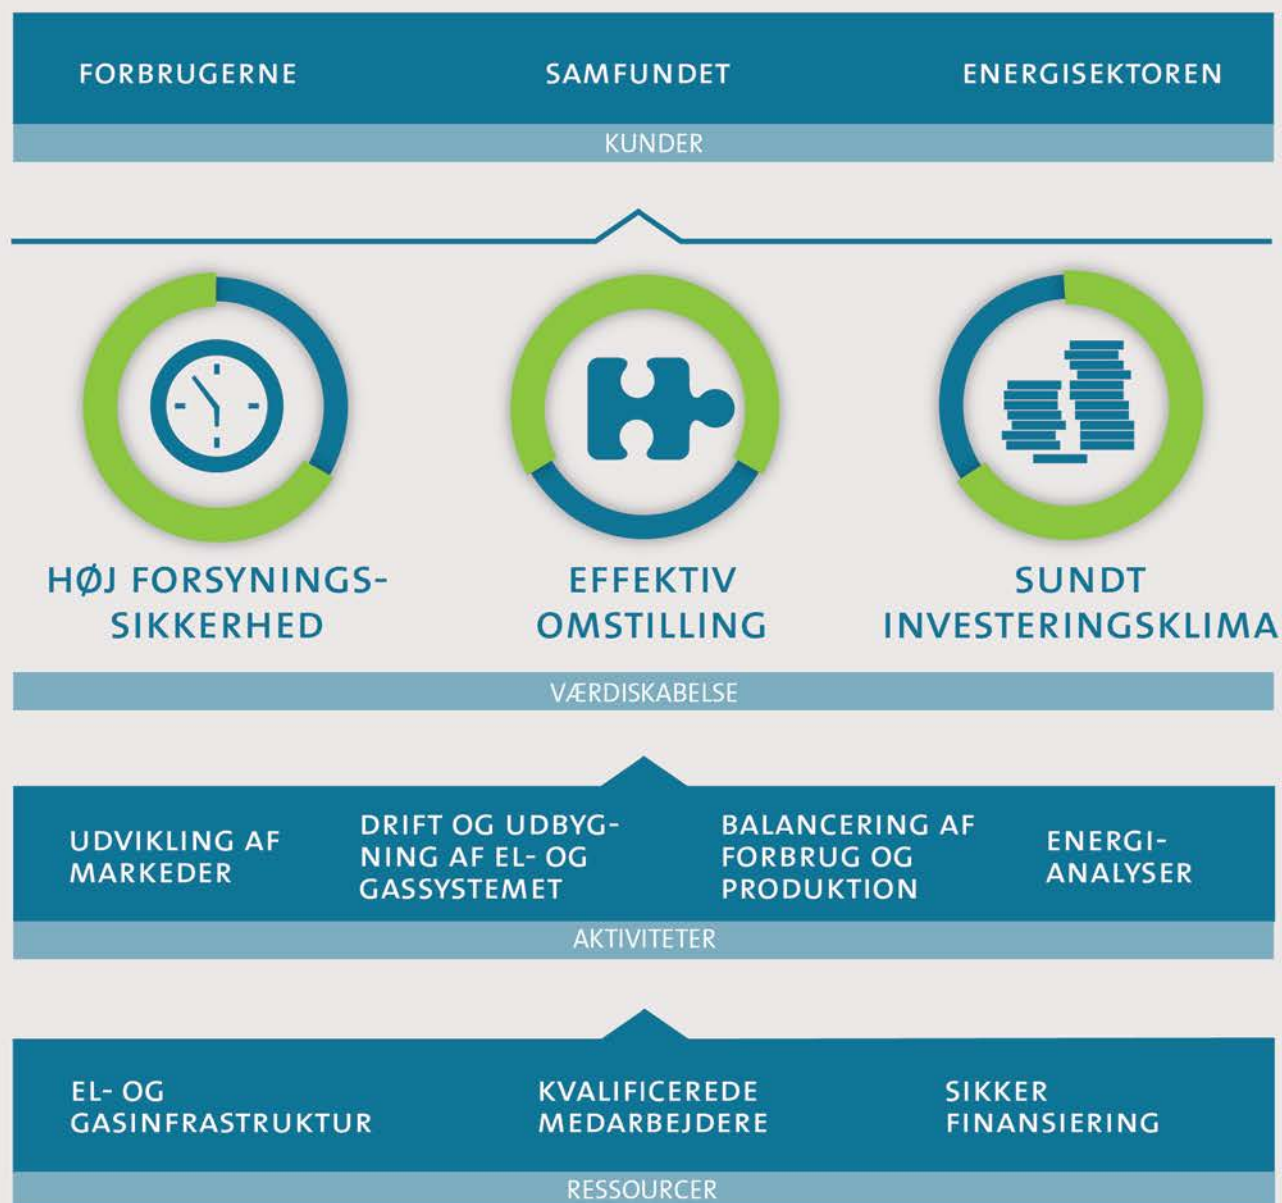 FORBRUGERNE
SAMFUNDET
ENERGISEKTOREN
KUNDER
HØJ FORSYNINGS-
SIKKERHED
EFFEKTIV
OMSTILLING
SUNDT
INVESTERINGSKLIMA
VÆRDISKABELSE
UDVIKLING AF
MARKEDER
DRIFT OG UDBYG-
NING AF EL- OG
GASSYSTEMET
BALANCERING AF
FORBRUG OG
PRODUKTION
ENERGI-
ANALYSER
AKTIVITETER
EL- OG
GASINFRASTRUKTUR
KVALIFICEREDE
MEDARBEJDERE
SIKKER
FINANSIERING
RESSOURCER